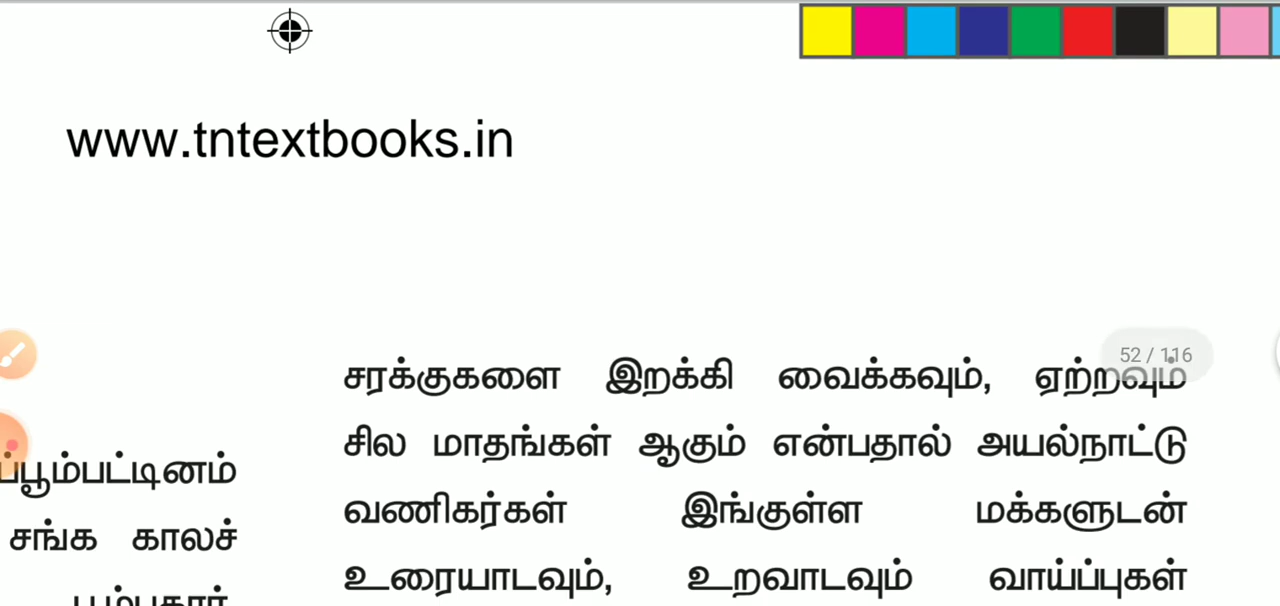 www.tntextbooks.in
52 / 116
ப்பூம்பட்டினம்
சங்க காலச்
சரக்குகளை இறக்கி வைக்கவும், ஏற்றவும்
சில மாதங்கள் ஆகும் என்பதால் அயல்நாட்டு
வணிகர்கள் இங்குள்ள மக்களுடன்
உரையாடவும், உறவாடவும் வாய்ப்புகள்